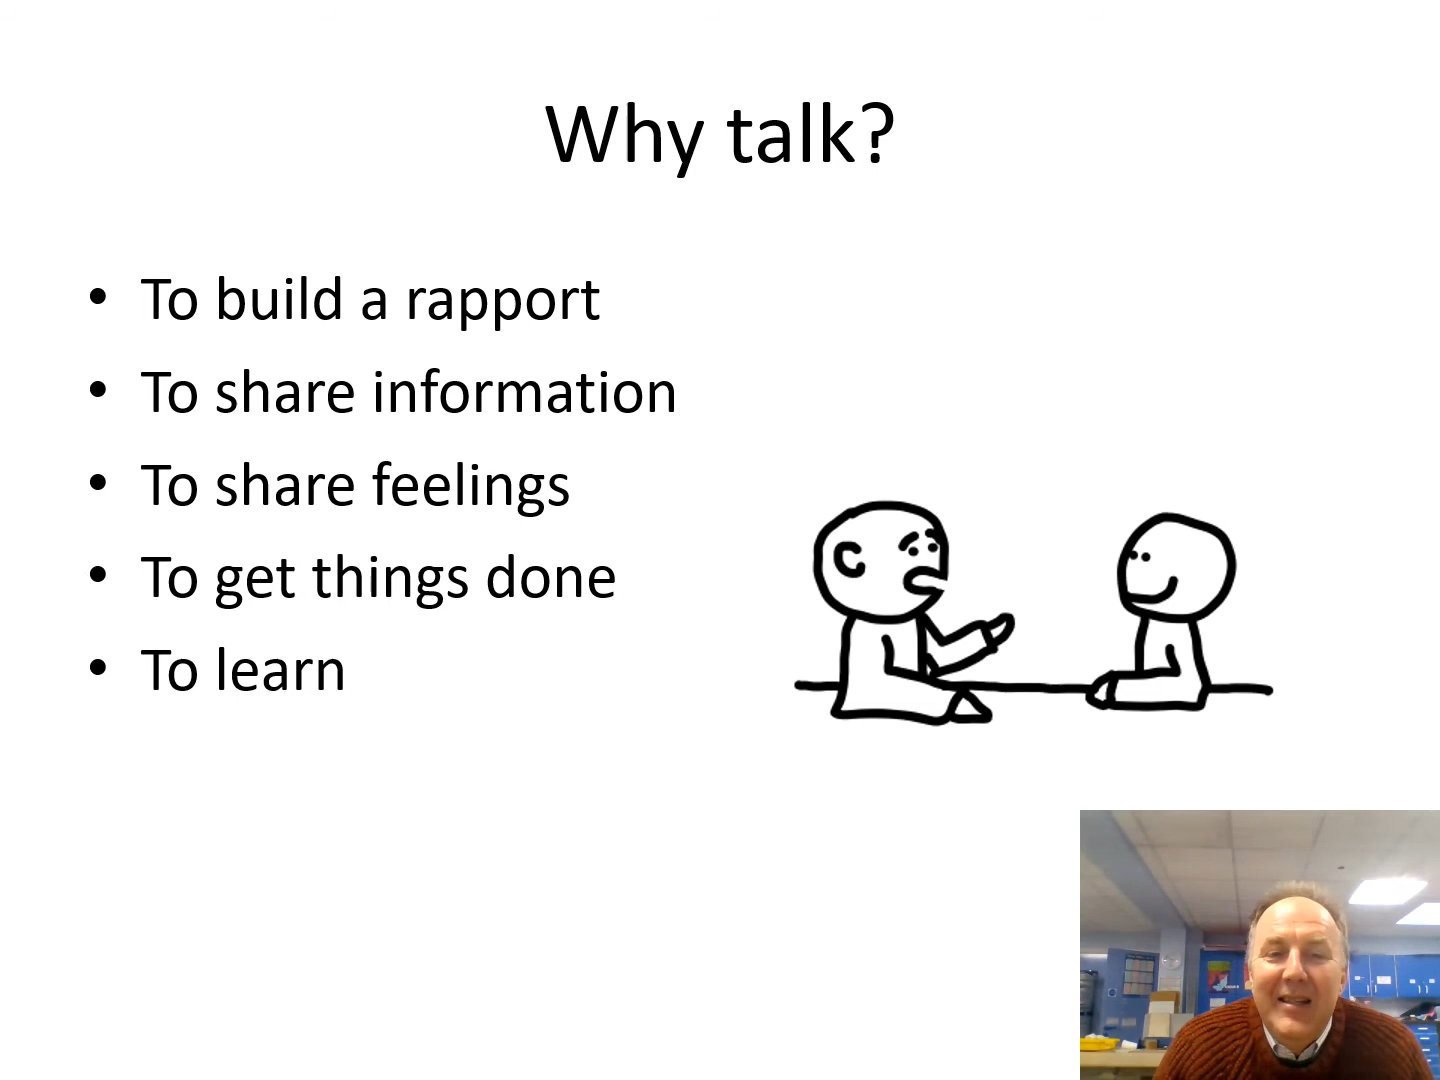 Why talk?
• To build a rapport
• To share information
• To share feelings
• To get things done
• To learn